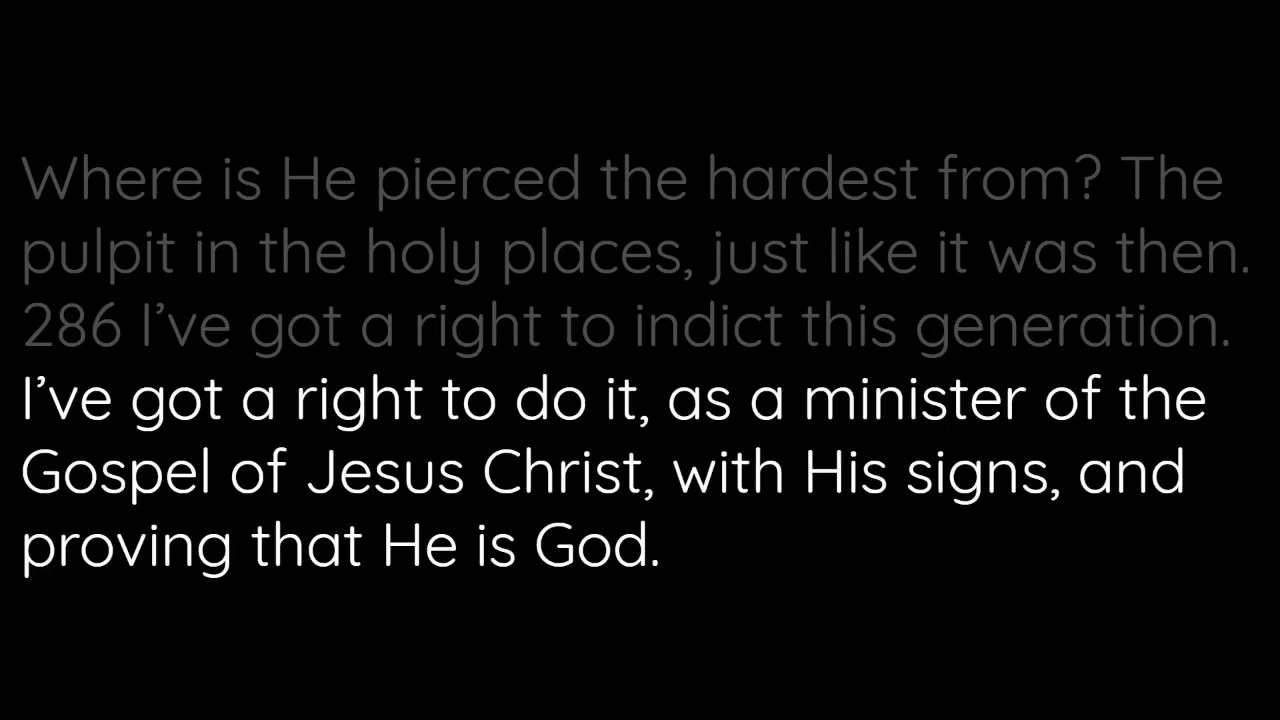 Where is He pierced the hardest from? The
pulpit in the holy places, just like it was then.
286 I’ve got a right to indict this generation.
I’ve got a right to do it, as a minister of the
Gospel of Jesus Christ, with His signs, and
proving that He is God.